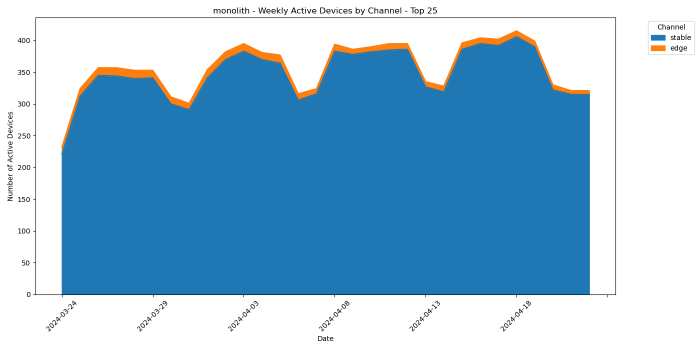 monolith - Weekly Active Devices by Channel - Top 25
Channel
stable
edge
Number of Active Devices
400
350
300
250
200
150
100
50
0
2024-03-24
2024-03-29
2024-04-03
2024-04-08
2024-04-13
2024-04-18
Date